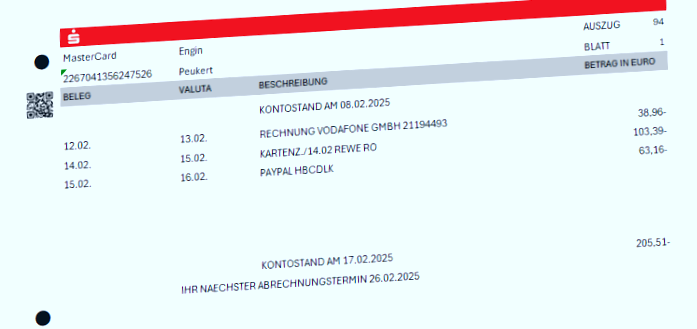 MasterCard Engin AUSZUG 94
2267041356247526 Peukert BLATT 1
BELEG VALUTA BESCHREIBUNG BETRAG IN EURO
KONTOSTAND AM 08.02.2025
12.02. 13.02. RECHNUNG VODAFONE GMBH 21194493 38,96-
14.02. 15.02. KARTENZ./14.02 REWE RO 103,39-
15.02. 16.02. PAYPAL HBCDLK 63,16-
KONTOSTAND AM 17.02.2025 205,51-
IHR NAECHSTER ABRECHNUNGSTERMIN 26.02.2025